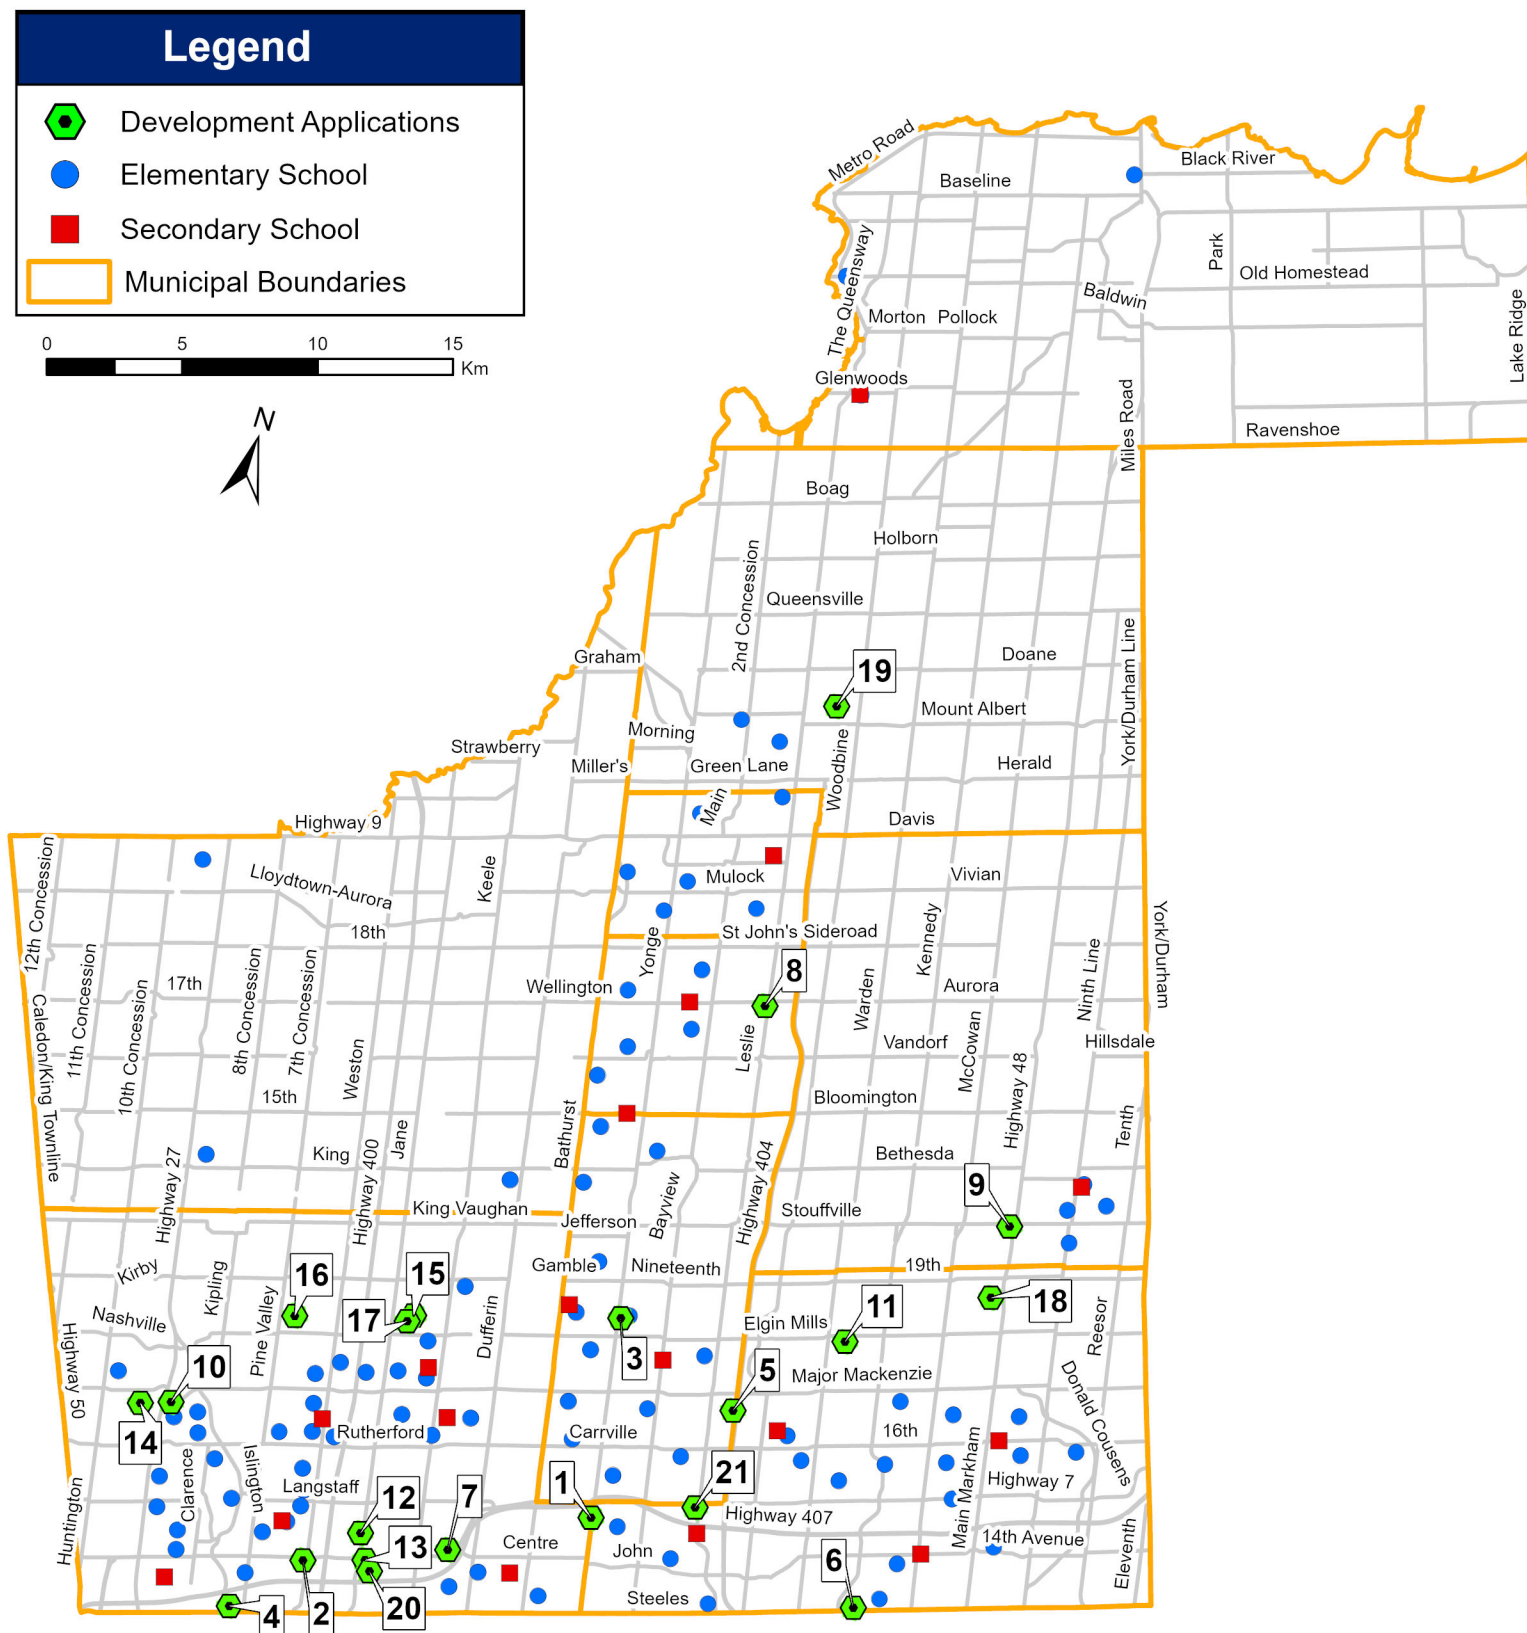 Legend
Development Applications
Elementary School
Secondary School
Municipal Boundaries
0 5 10 15
Km
N
Metro Road
Black River
Baseline
The Queensway
Park
Old Homestead
Baldwin
Morton Pollock
Lake Ridge
Glenwoods
Miles Road
Ravenshoe
Boag
Holborn
2nd Concession
Queensville
Graham
Doane
York/Durham Line
19
Mount Albert
Morning
Strawberry
Miller's
Green Lane
Woodbine
Herald
Main
Highway 9
Davis
12th Concession
Lloydtown-Aurora
Keele
Mulock
Vivian
18th
Yonge
St John's Sideroad
Kennedy
York/Durham
8
17th
Wellington
Warden
Aurora
Ninth Line
Caledon/King Townline
11th Concession
10th Concession
8th Concession
7th Concession
Weston
Leslie
Vandorf
McCowan
Hillsdale
Highway 48
15th
Bloomington
Tenth
Bathurst
Jane
King
Highway 400
Highway 27
Highway 404
Bethesda
9
Bayview
King Vaughan
Jefferson
Stouffville
Kirby
Kipling
Gamble
Nineteenth
19th
16
15
Pine Valley
17
Nashville
Dufferin
Elgin Mills
11
18
Reesor
Highway 50
3
10
5
Major Mackenzie
Donald Cousens
14
Rutherford
Carrville
16th
Main Markham
Clarence
Islington
Langstaff
12
7
1
21
Highway 7
Huntington
Highway 407
13
Centre
John
14th Avenue
Eleventh
6
4
2
20
Steeles